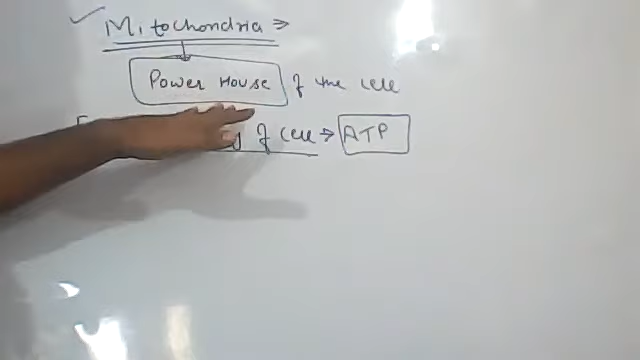 ✓ Mitochondria ⇒
Power House of the cell
of cell → ATP